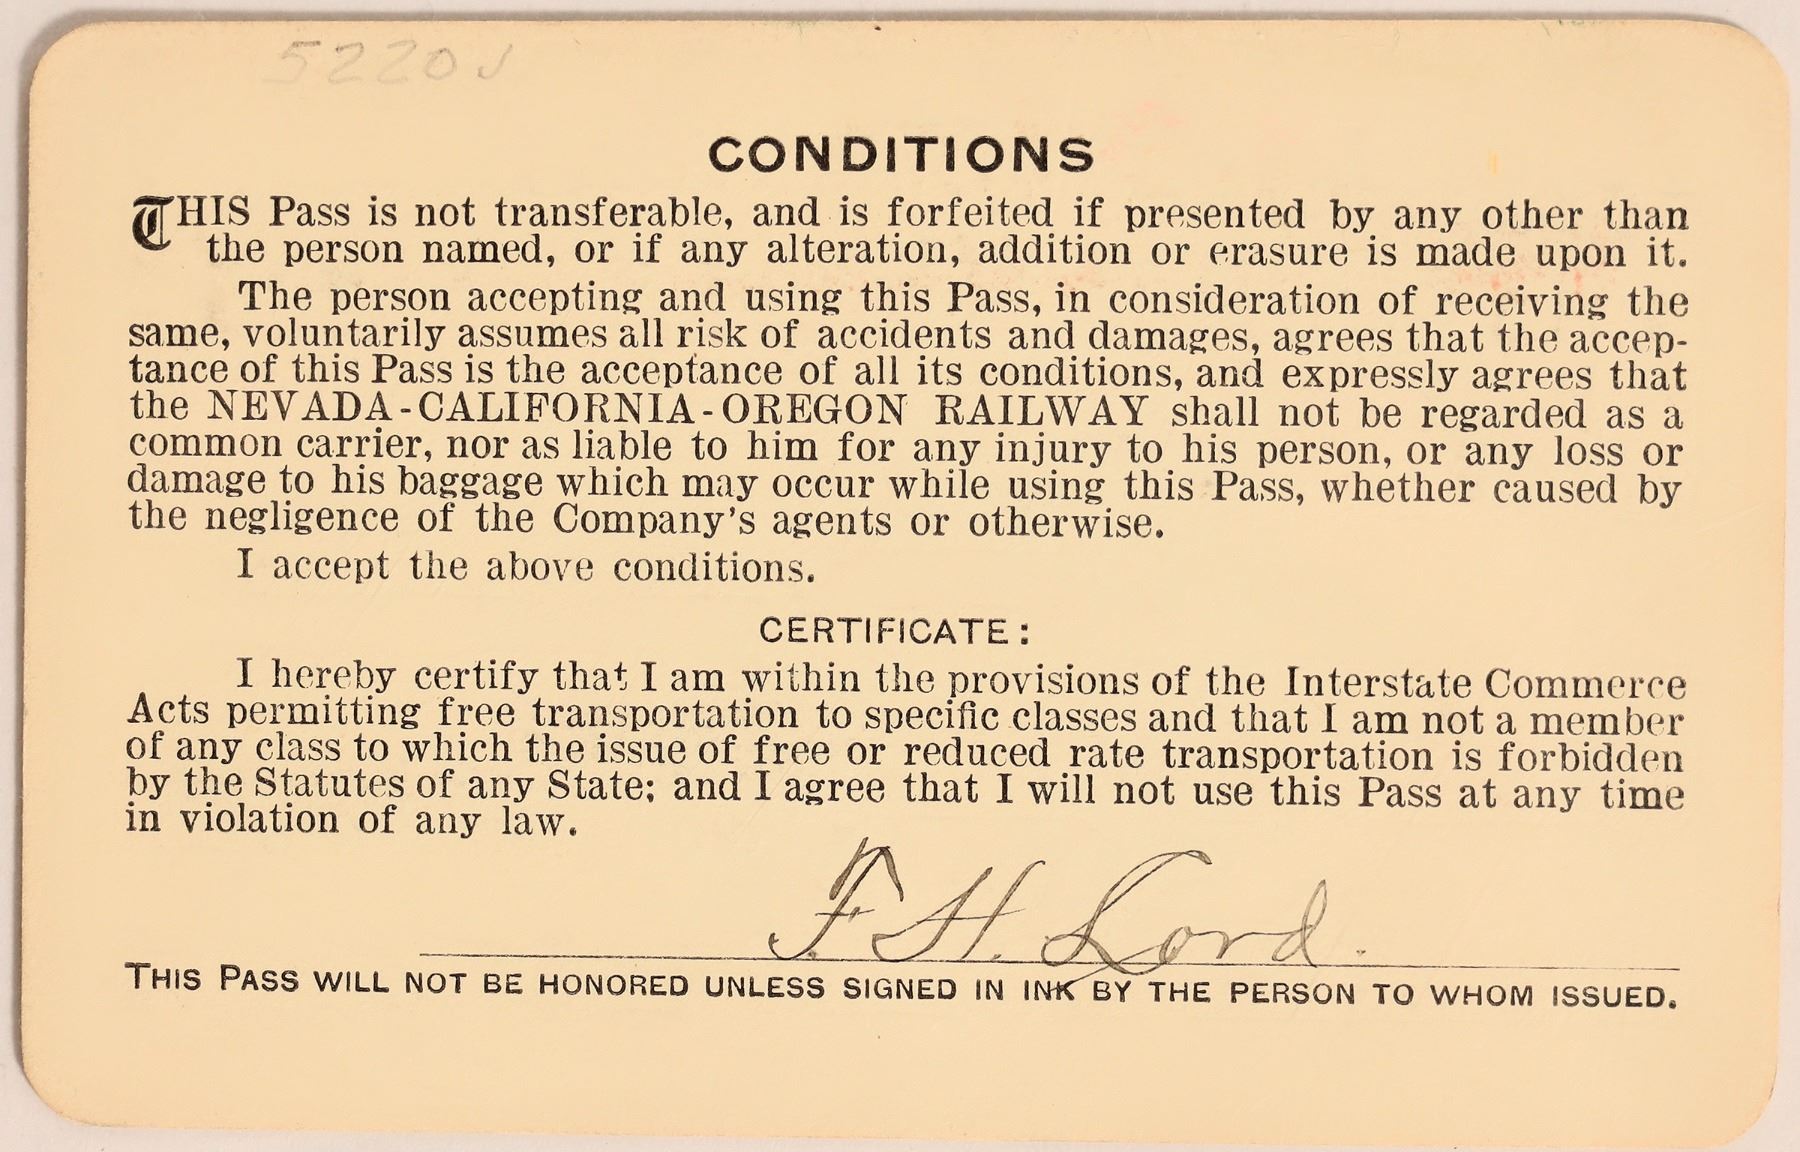 5220
CONDITIONS
THIS Pass is not transferable, and is forfeited if presented by any other than
the person named, or if any alteration, addition or erasure is made upon it.
The person accepting and using this Pass, in consideration of receiving the
same, voluntarily assumes all risk of accidents and damages, agrees that the accep-
tance of this Pass is the acceptance of all its conditions, and expressly agrees that
the NEVADA-CALIFORNIA-OREGON RAILWAY shall not be regarded as a
common carrier, nor as liable to him for any injury to his person, or any loss or
damage to his baggage which may occur while using this Pass, whether caused by
the negligence of the Company's agents or otherwise.
I accept the above conditions.
CERTIFICATE:
I hereby certify that I am within the provisions of the Interstate Commerce
Acts permitting free transportation to specific classes and that I am not a member
of any class to which the issue of free or reduced rate transportation is forbidden
by the Statutes of any State; and I agree that I will not use this Pass at any time
in violation of any law.
F. H. Lord.
THIS PASS WILL NOT BE HONORED UNLESS SIGNED IN INK BY THE PERSON TO WHOM ISSUED.